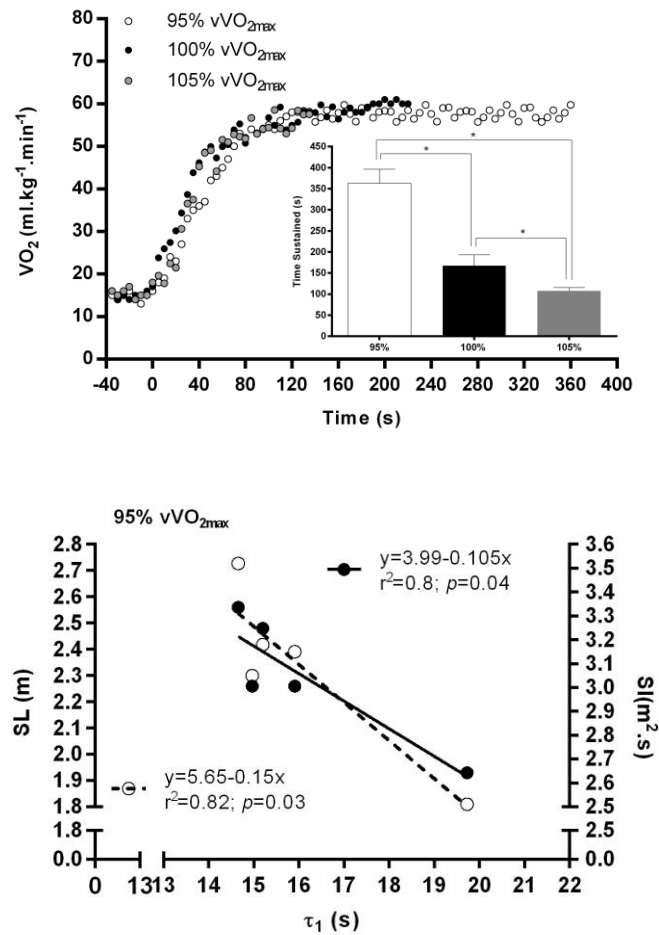 95% vVO2max
100% vVO2max
105% vVO2max
80
70
60
50
40
30
20
10
0
VO2 (ml.kg-1.min-1)
-40 0 40 80 120 160 200 240 280 320 360 400
Time (s)
450
400
350
300
250
200
150
100
50
0
Time Sustained (s)
*
*
*
95% 100% 105%
95% vVO2max
2.8
2.7
2.6
2.5
2.4
2.3
2.2
2.1
2.0
1.9
1.8
1.8
0.0
SL (m)
y=3.99-0.105x
r2=0.8; p=0.04
y=5.65-0.15x
r2=0.82; p=0.03
3.6
3.5
3.4
3.3
3.2
3.1
3.0
2.9
2.8
2.7
2.6
2.5
2.5
0.0
SI(m2.s)
0 13 13 14 15 16 17 18 19 20 21 22
τ1 (s)